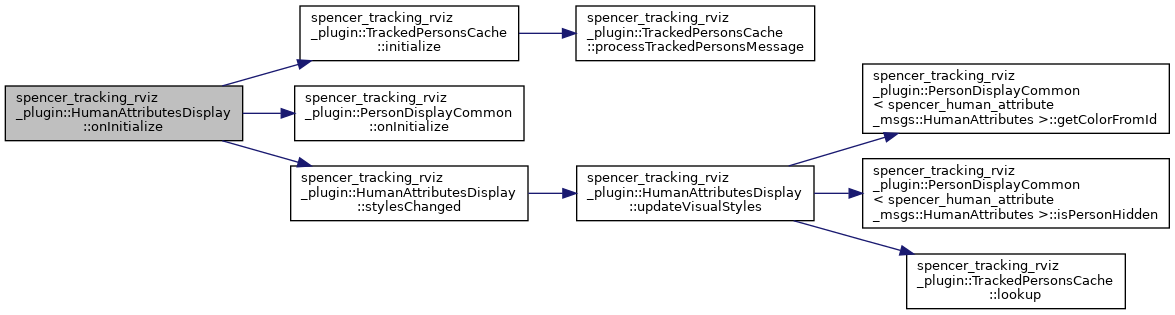 spencer_tracking_rviz
_plugin::TrackedPersonsCache
::initialize
spencer_tracking_rviz
_plugin::TrackedPersonsCache
::processTrackedPersonsMessage
spencer_tracking_rviz
_plugin::HumanAttributesDisplay
::onInitialize
spencer_tracking_rviz
_plugin::PersonDisplayCommon
::onInitialize
spencer_tracking_rviz
_plugin::HumanAttributesDisplay
::stylesChanged
spencer_tracking_rviz
_plugin::HumanAttributesDisplay
::updateVisualStyles
spencer_tracking_rviz
_plugin::PersonDisplayCommon
< spencer_human_attribute
_msgs::HumanAttributes >::getColorFromId
spencer_tracking_rviz
_plugin::PersonDisplayCommon
< spencer_human_attribute
_msgs::HumanAttributes >::isPersonHidden
spencer_tracking_rviz
_plugin::TrackedPersonsCache
::lookup